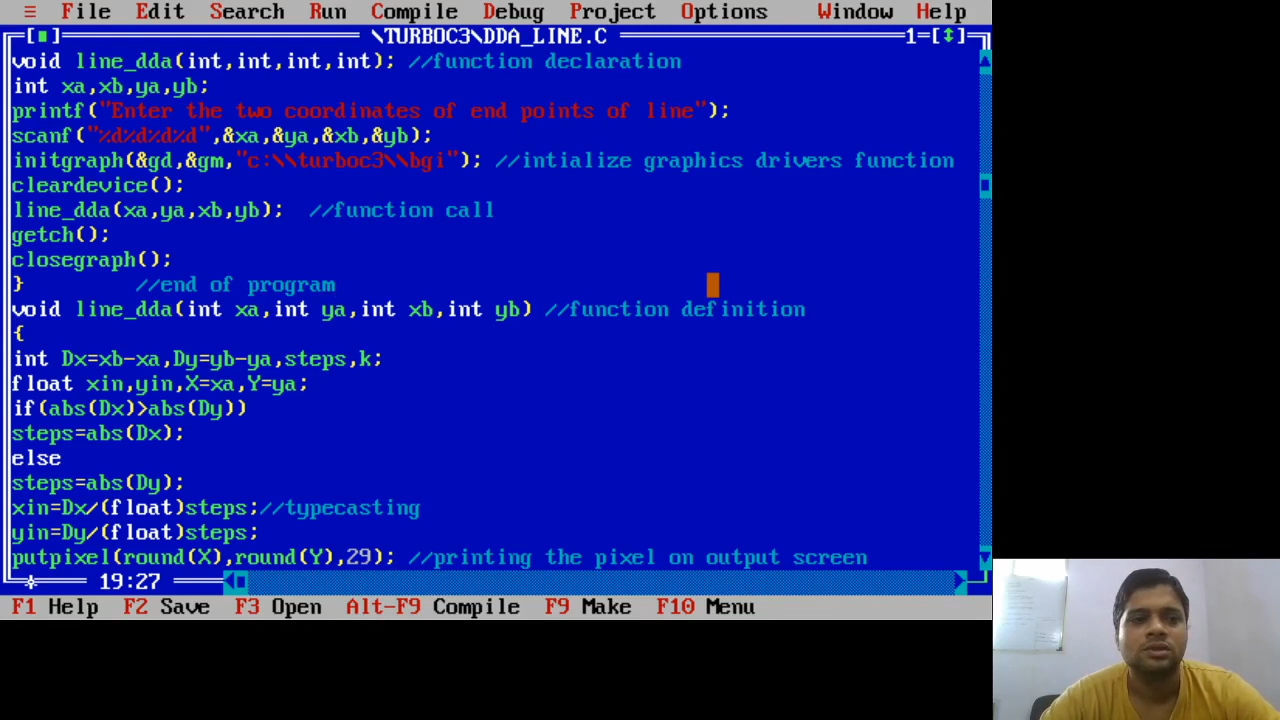 ≡ File Edit Search Run Compile Debug Project Options Window Help
\TURBOC3\DDA_LINE.C 1
void line_dda(int,int,int,int); //function declaration
int xa,xb,ya,yb;
printf("Enter the two coordinates of end points of line");
scanf("%d%d%d%d",&xa,&ya,&xb,&yb);
initgraph(&gd,&gm,"c:\\turboc3\\bgi"); //intialize graphics drivers function
cleardevice();
line_dda(xa,ya,xb,yb); //function call
getch();
closegraph();
} //end of program
void line_dda(int xa,int ya,int xb,int yb) //function definition
{
int Dx=xb-xa,Dy=yb-ya,steps,k;
float xin,yin,X=xa,Y=ya;
if(abs(Dx)>abs(Dy))
steps=abs(Dx);
else
steps=abs(Dy);
xin=Dx/(float)steps;//typecasting
yin=Dy/(float)steps;
putpixel(round(X),round(Y),29); //printing the pixel on output screen
19:27
F1 Help F2 Save F3 Open Alt-F9 Compile F9 Make F10 Menu